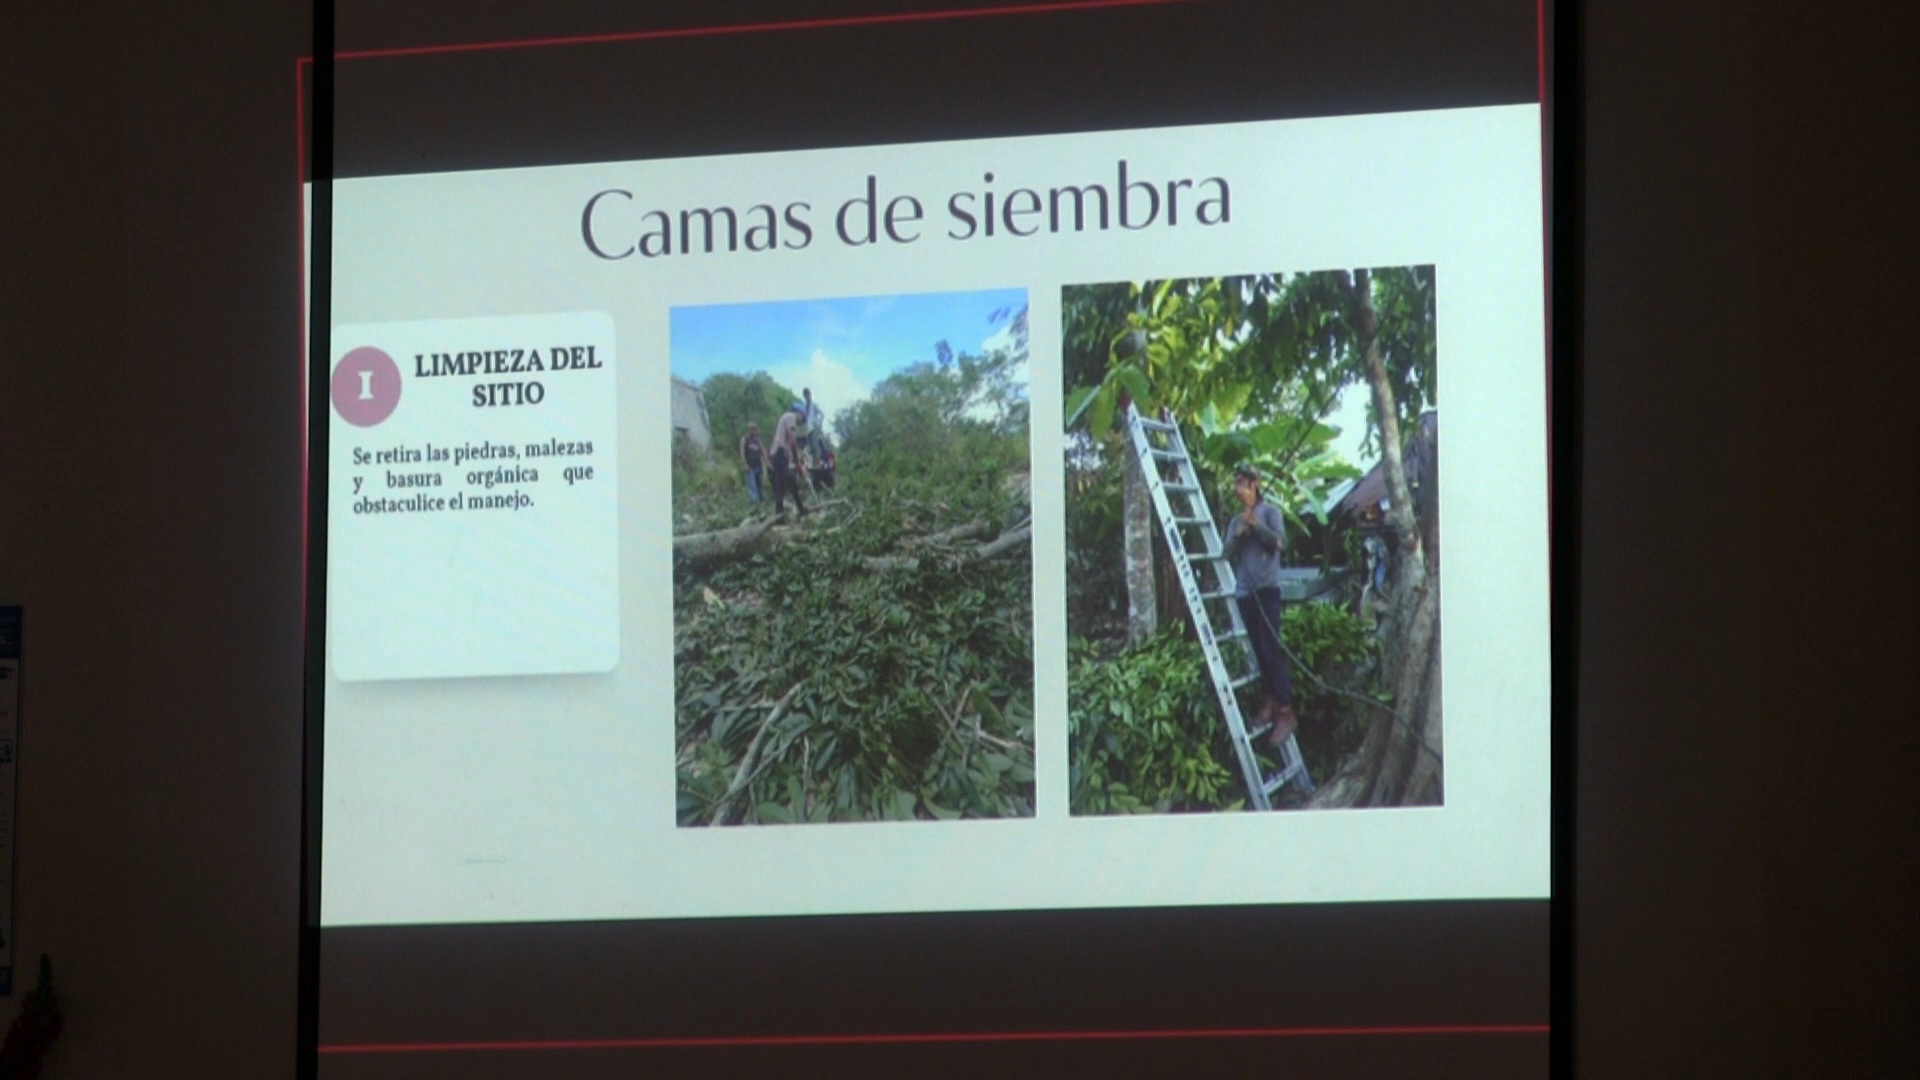 Camas de siembra
I
LIMPIEZA DEL
SITIO
Se retira las piedras, malezas
y basura orgánica que
obstaculice el manejo.